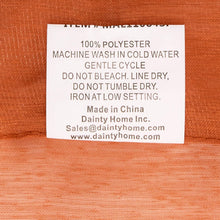 100% POLYESTER
MACHINE WASH IN COLD WATER
GENTLE CYCLE
DO NOT BLEACH. LINE DRY,
DO NOT TUMBLE DRY.
IRON AT LOW SETTING.
Made in China
Dainty Home Inc.
Sales@daintyhome.com
www.daintyhome.com